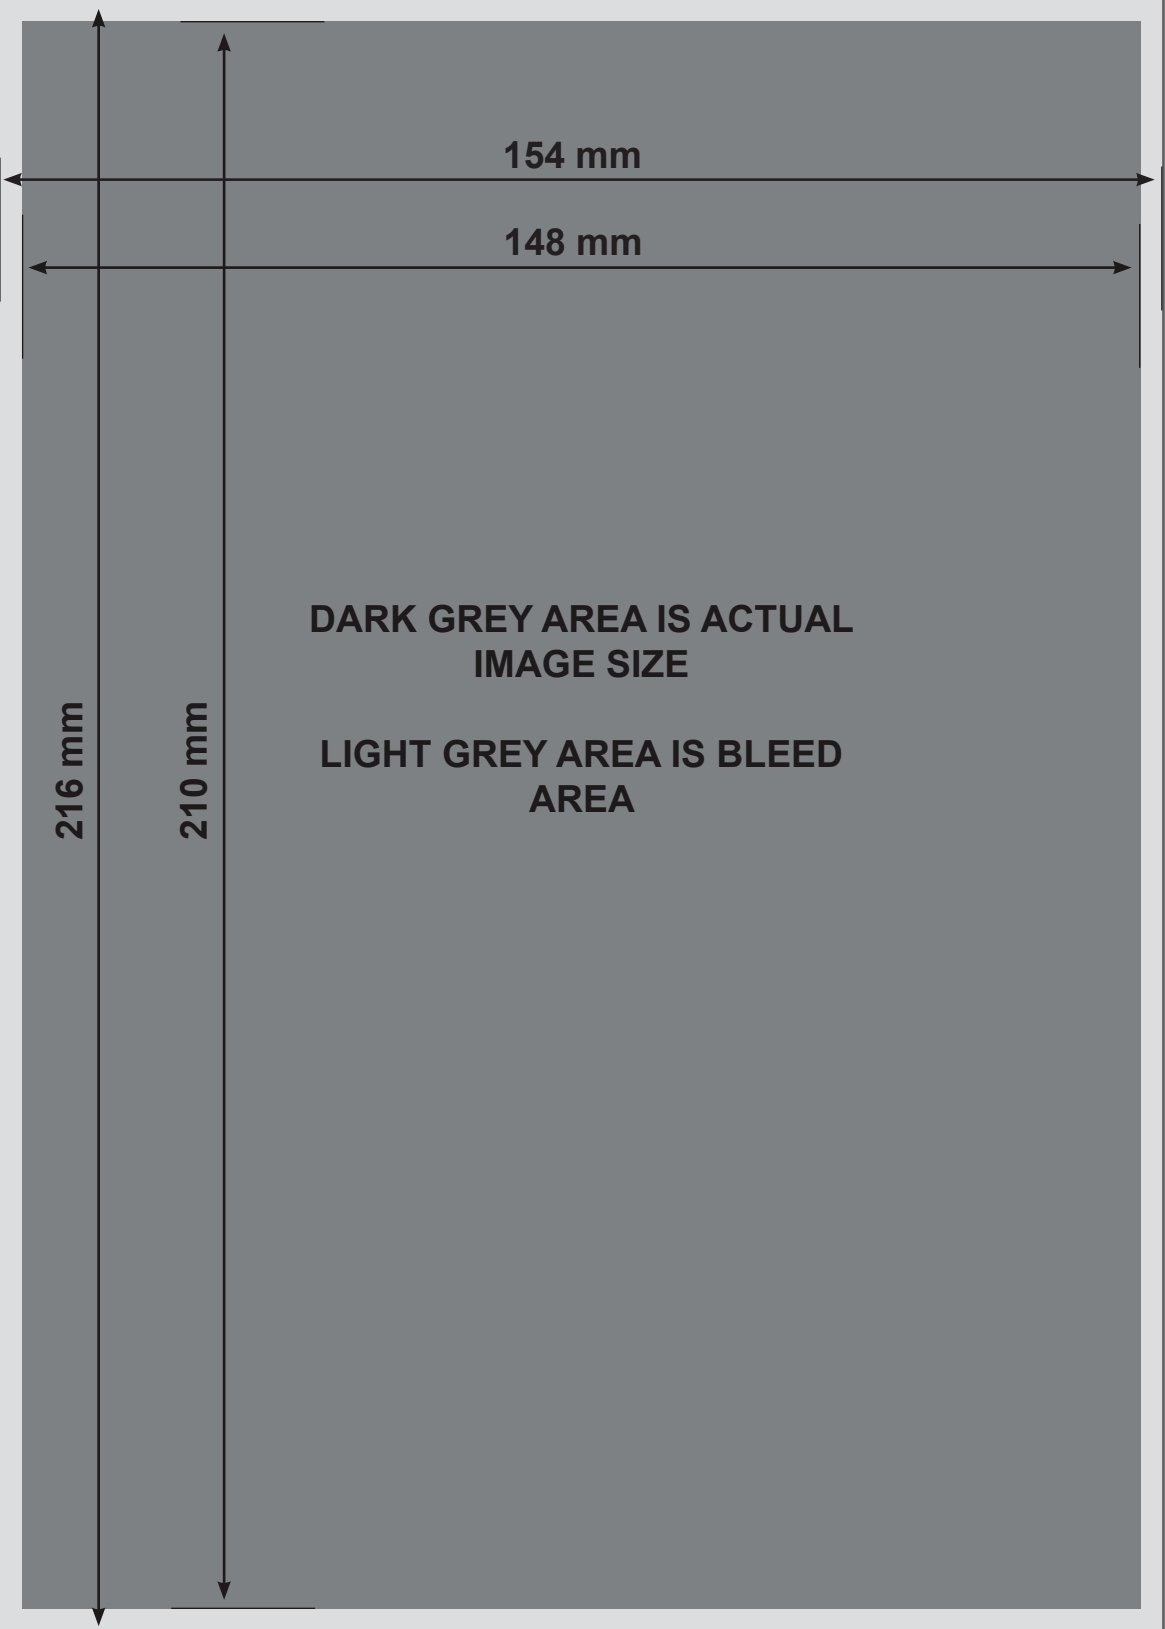 154 mm
148 mm
DARK GREY AREA IS ACTUAL
IMAGE SIZE
LIGHT GREY AREA IS BLEED
AREA
216 mm
210 mm